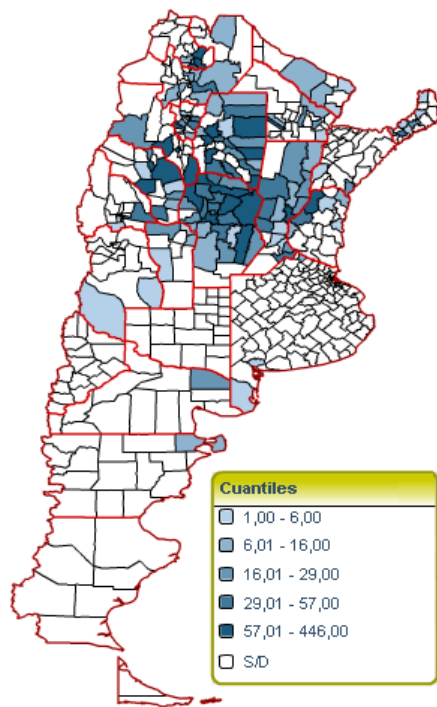 Cuantiles
1,00 - 6,00
6,01 - 16,00
16,01 - 29,00
29,01 - 57,00
57,01 - 446,00
S/D